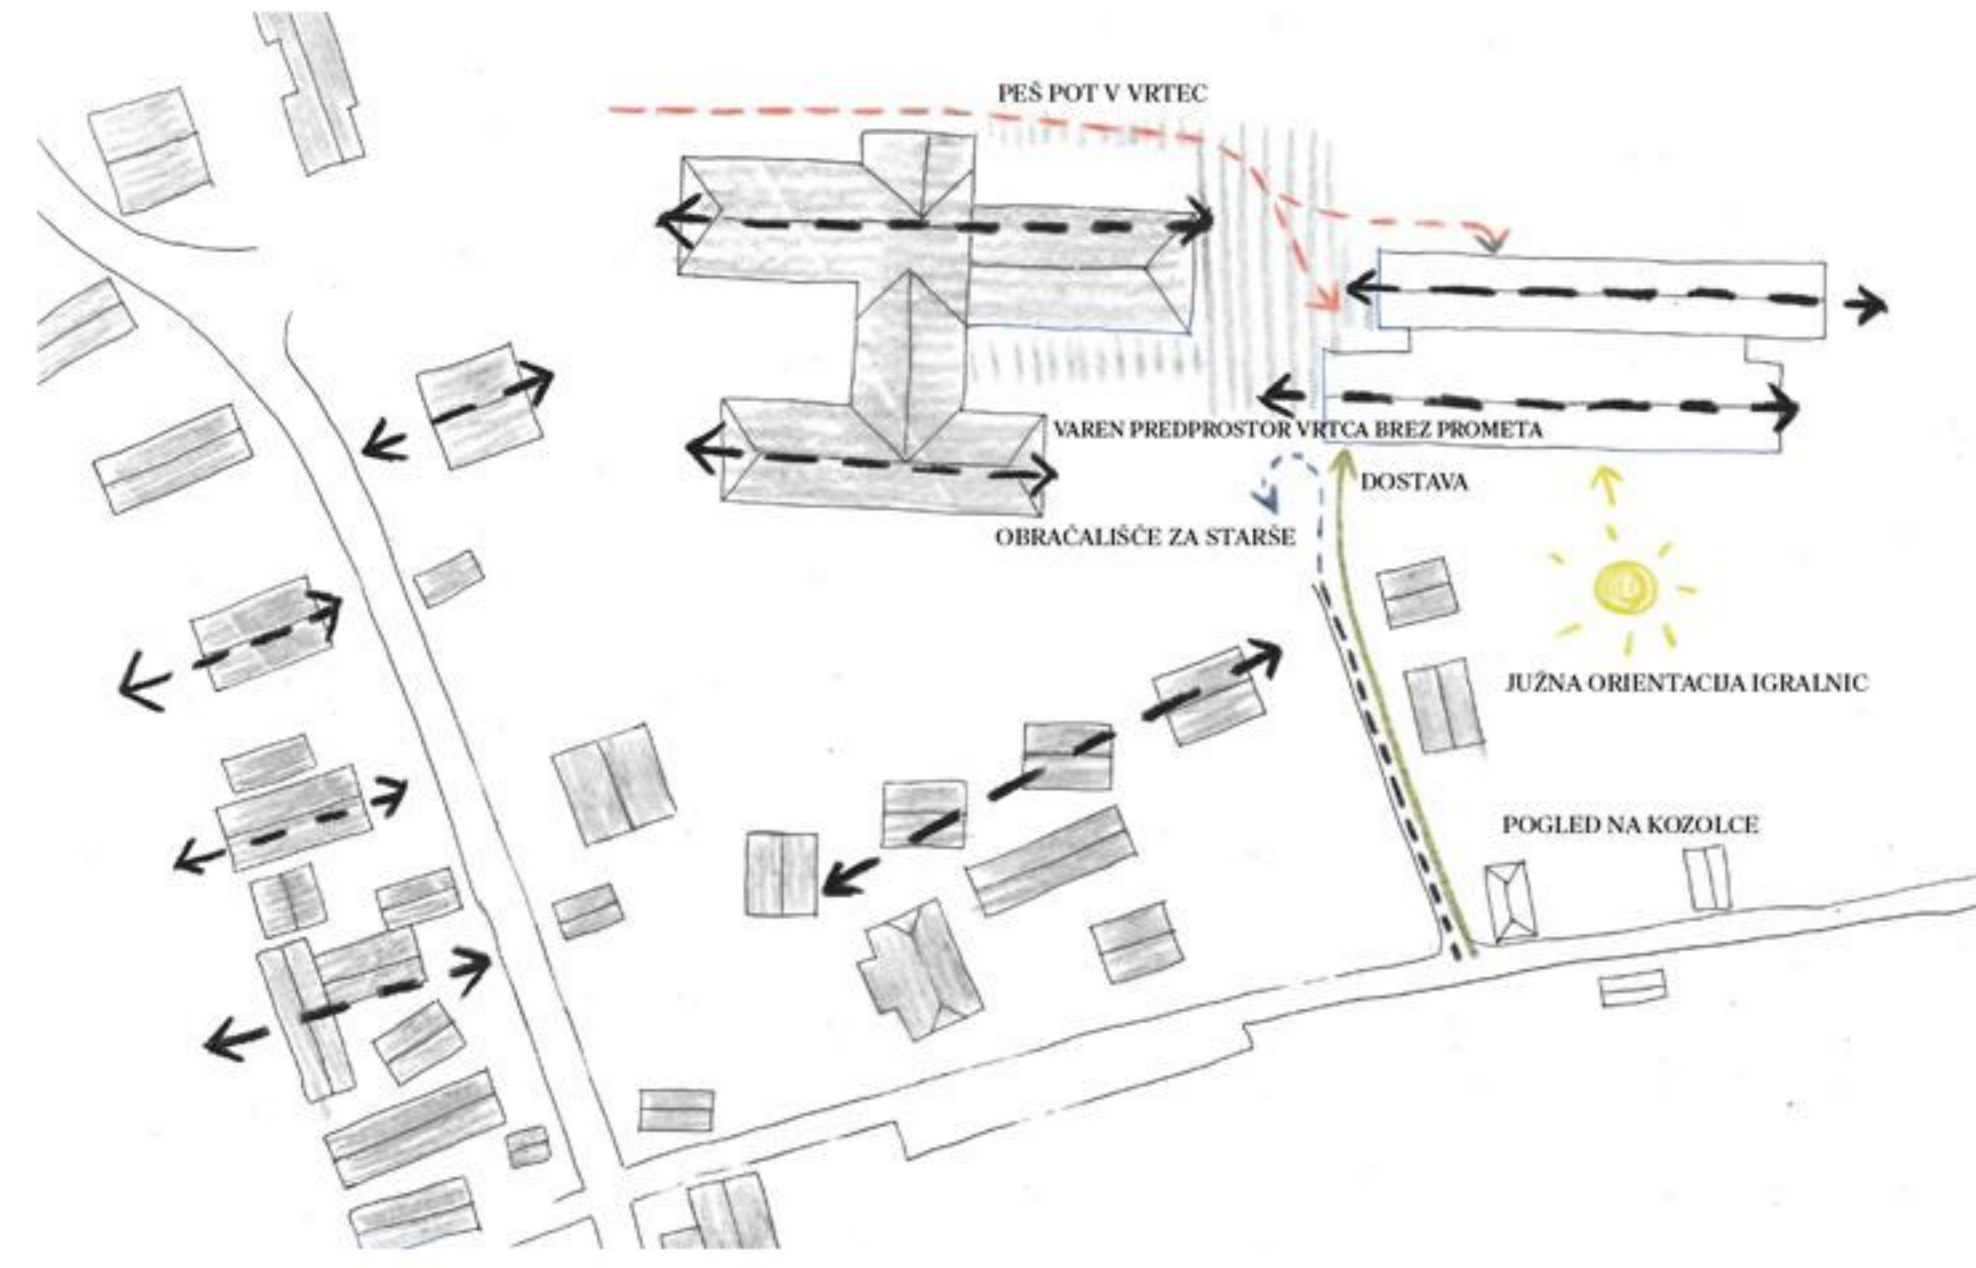 PEŠ POT V VRTEC
VAREN PREDPROSTOR VRTCA BREZ PROMETA
DOSTAVA
OBRAČALIŠČE ZA STARŠE
JUŽNA ORIENTACIJA IGRALNIC
POGLED NA KOZOLCE